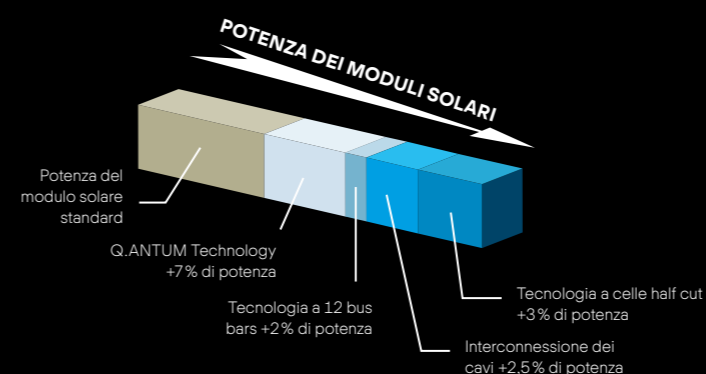 POTENZA DEI MODULI SOLARI
Potenza del
modulo solare
standard
Q.ANTUM Technology
+7% di potenza
Tecnologia a 12 bus
bars +2% di potenza
Tecnologia a celle half cut
+3% di potenza
Interconnessione dei
cavi +2,5% di potenza